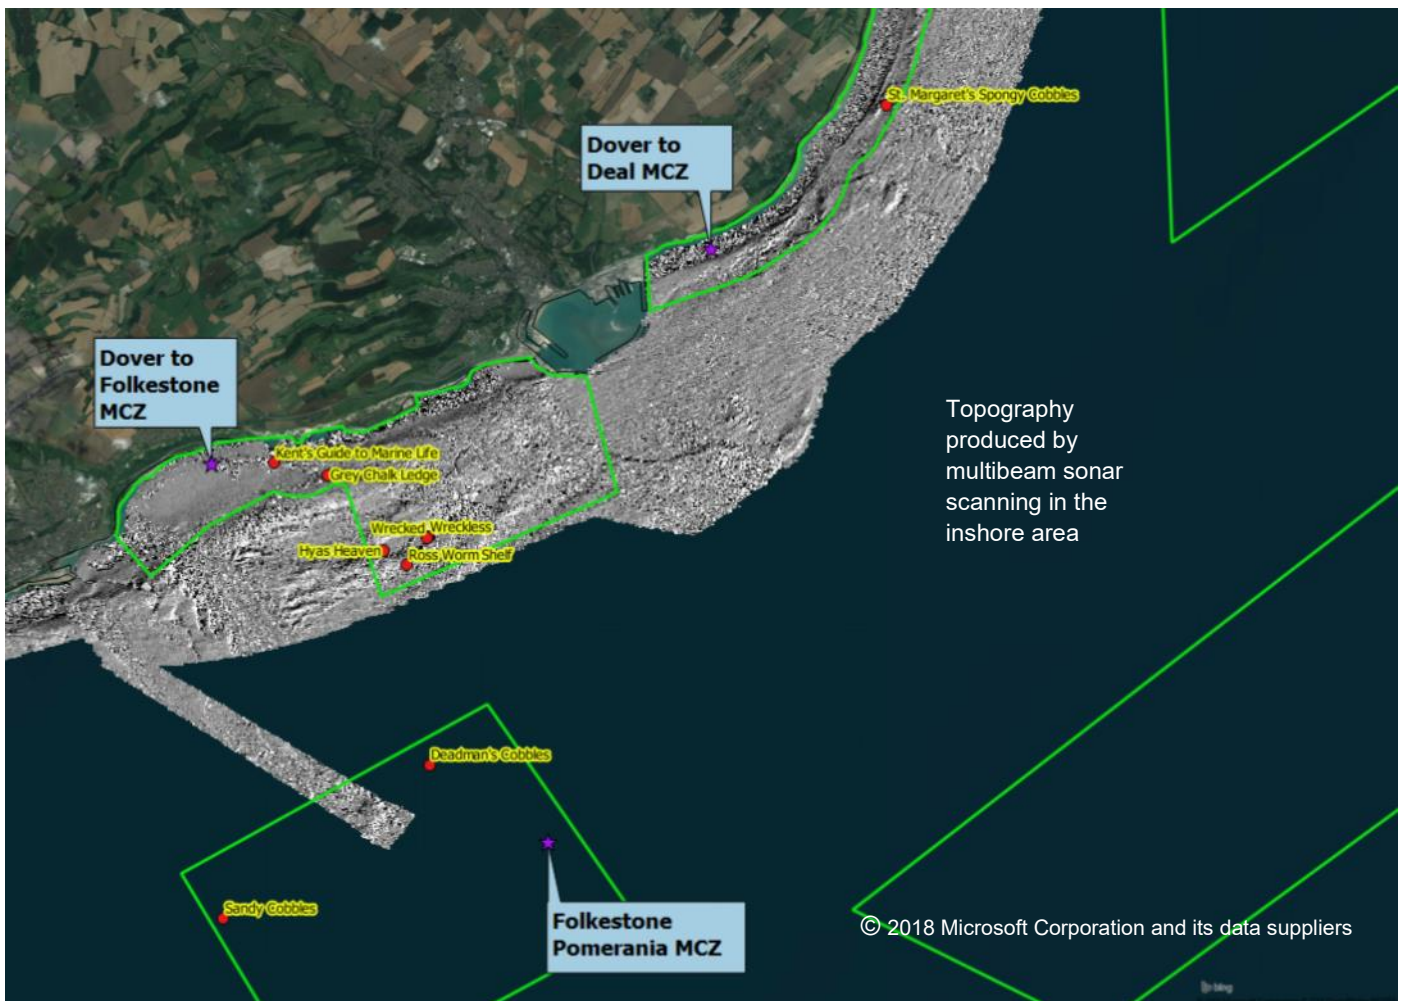 St. Margaret's Spongy Cobbles
Dover to
Deal MCZ
Dover to
Folkestone
MCZ
Kent's Guide to Marine Life
Grey Chalk Ledge
Wrecked, Wreckless
Hyas Heaven
Ross Worm Shelf
Topography
produced by
multibeam sonar
scanning in the
inshore area
Deadman's Cobbles
Sandy Cobbles
Folkestone
Pomerania MCZ
© 2018 Microsoft Corporation and its data suppliers
bing